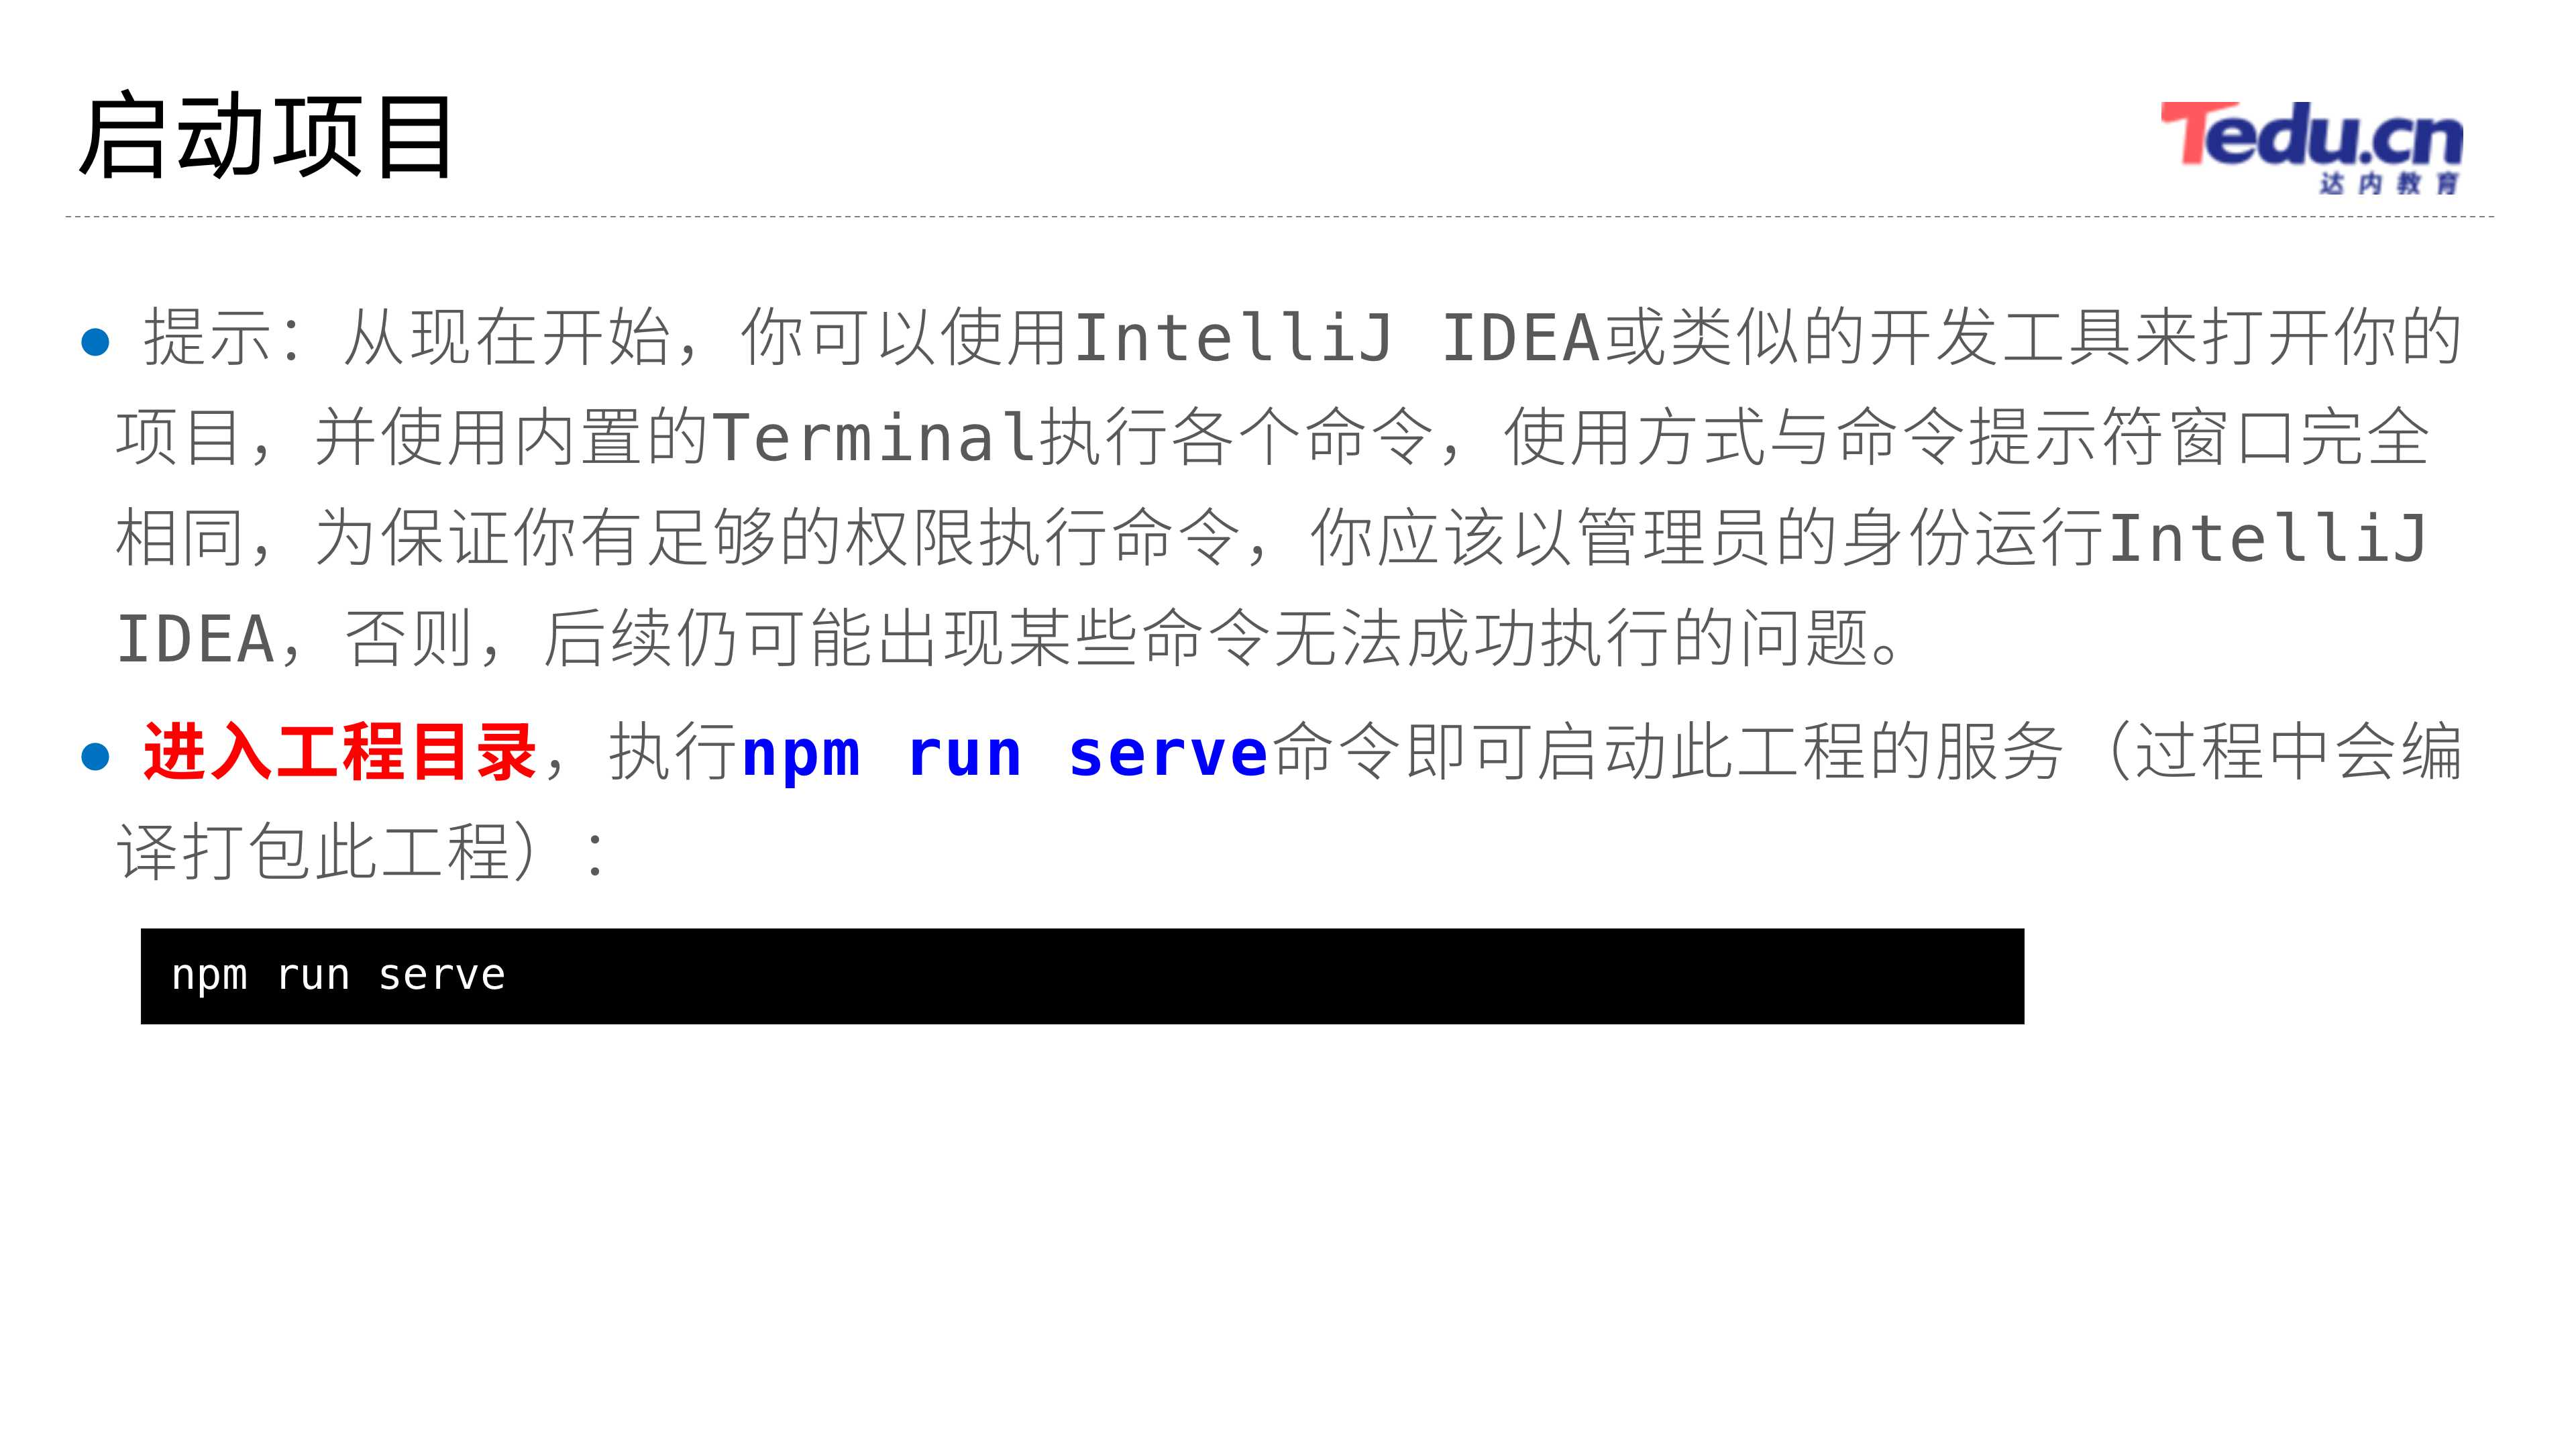 启动项目
Tedu.cn
达内教育
提示：从现在开始，你可以使用IntelliJ IDEA或类似的开发工具来打开你的
项目，并使用内置的Terminal执行各个命令，使用方式与命令提示符窗口完全
相同，为保证你有足够的权限执行命令，你应该以管理员的身份运行IntelliJ
IDEA，否则，后续仍可能出现某些命令无法成功执行的问题。
进入工程目录，执行npm run serve命令即可启动此工程的服务（过程中会编
译打包此工程）：
npm run serve